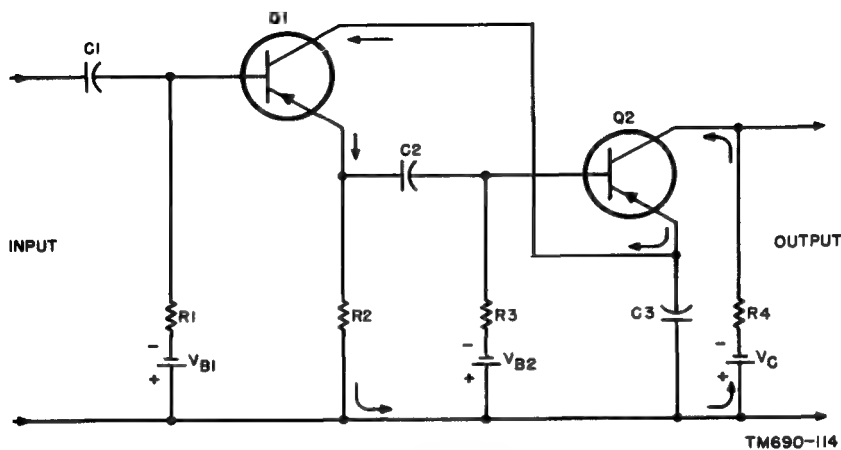 Q1
C1
Q2
C2
INPUT
OUTPUT
R1
R2
R3
C3
R4
-
VB1
+
-
VB2
+
-
VC
+
TM690-114